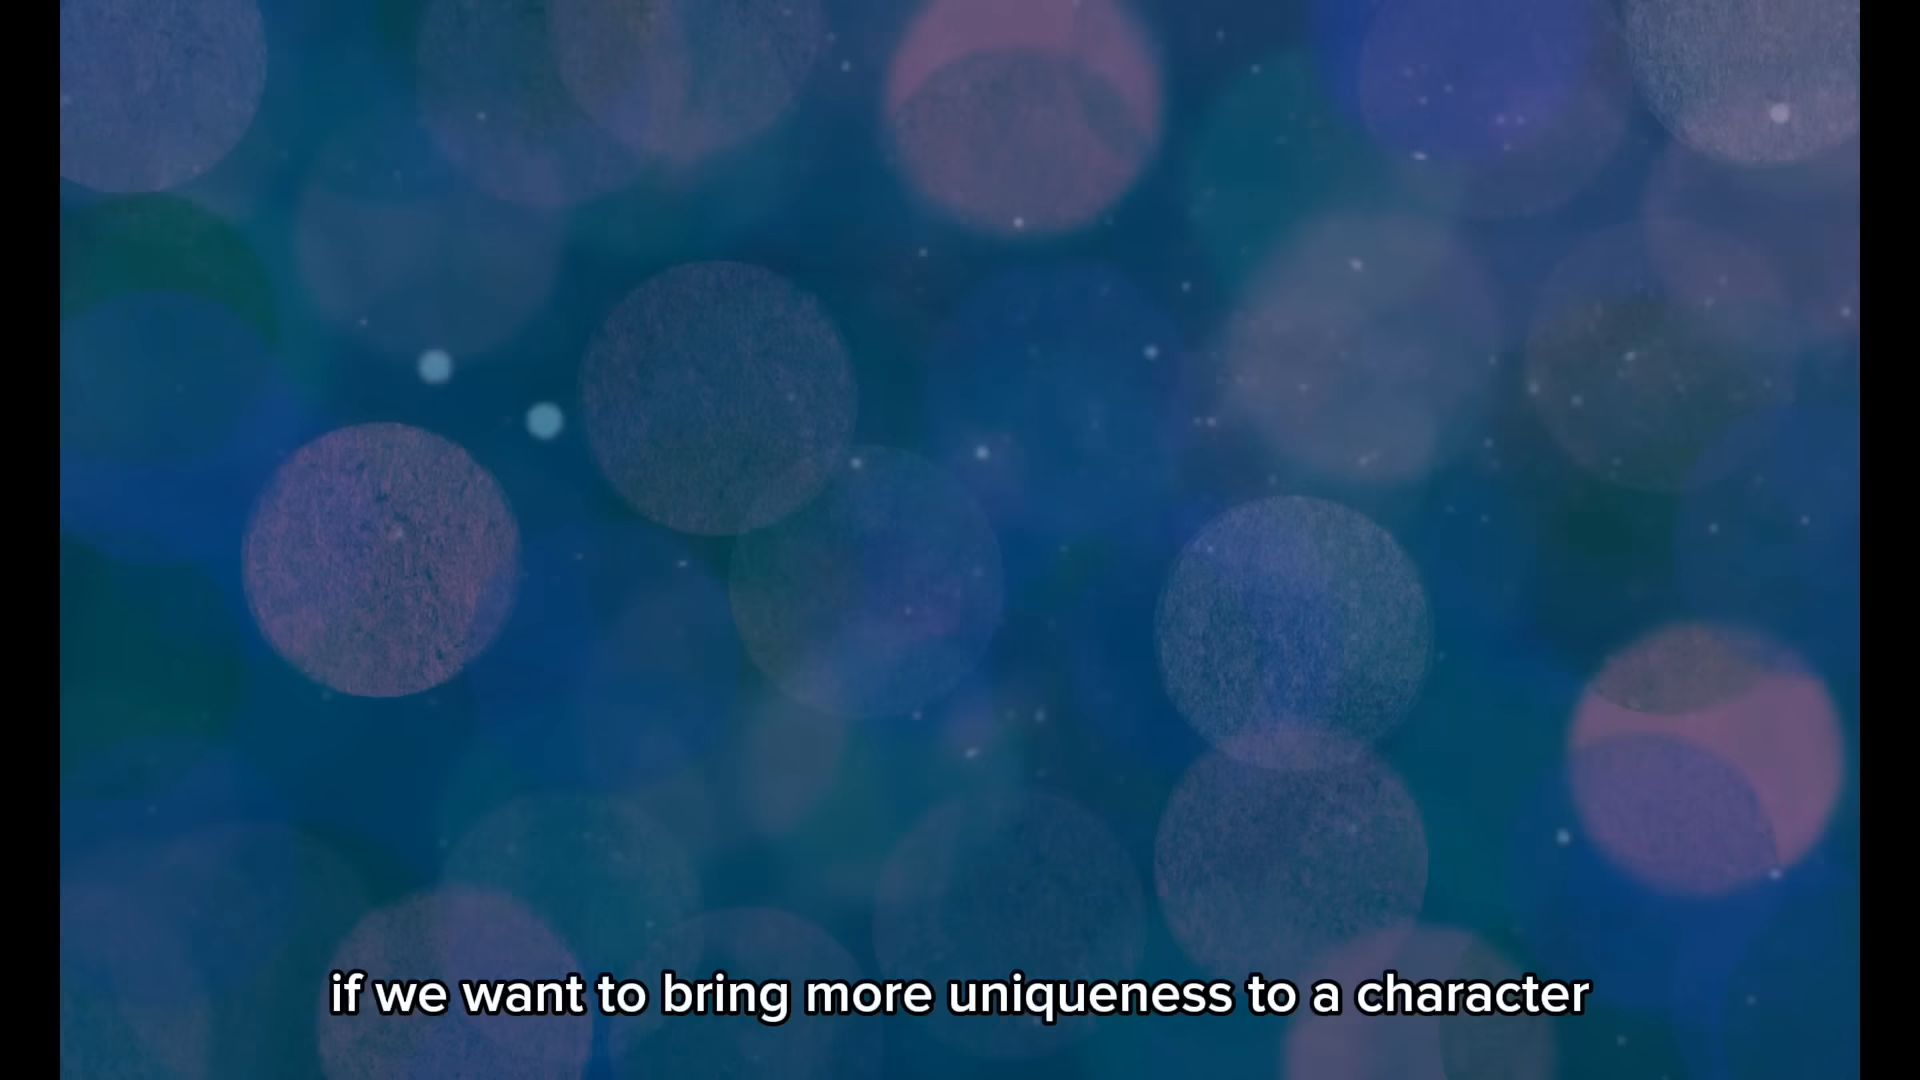 if we want to bring more uniqueness to a character